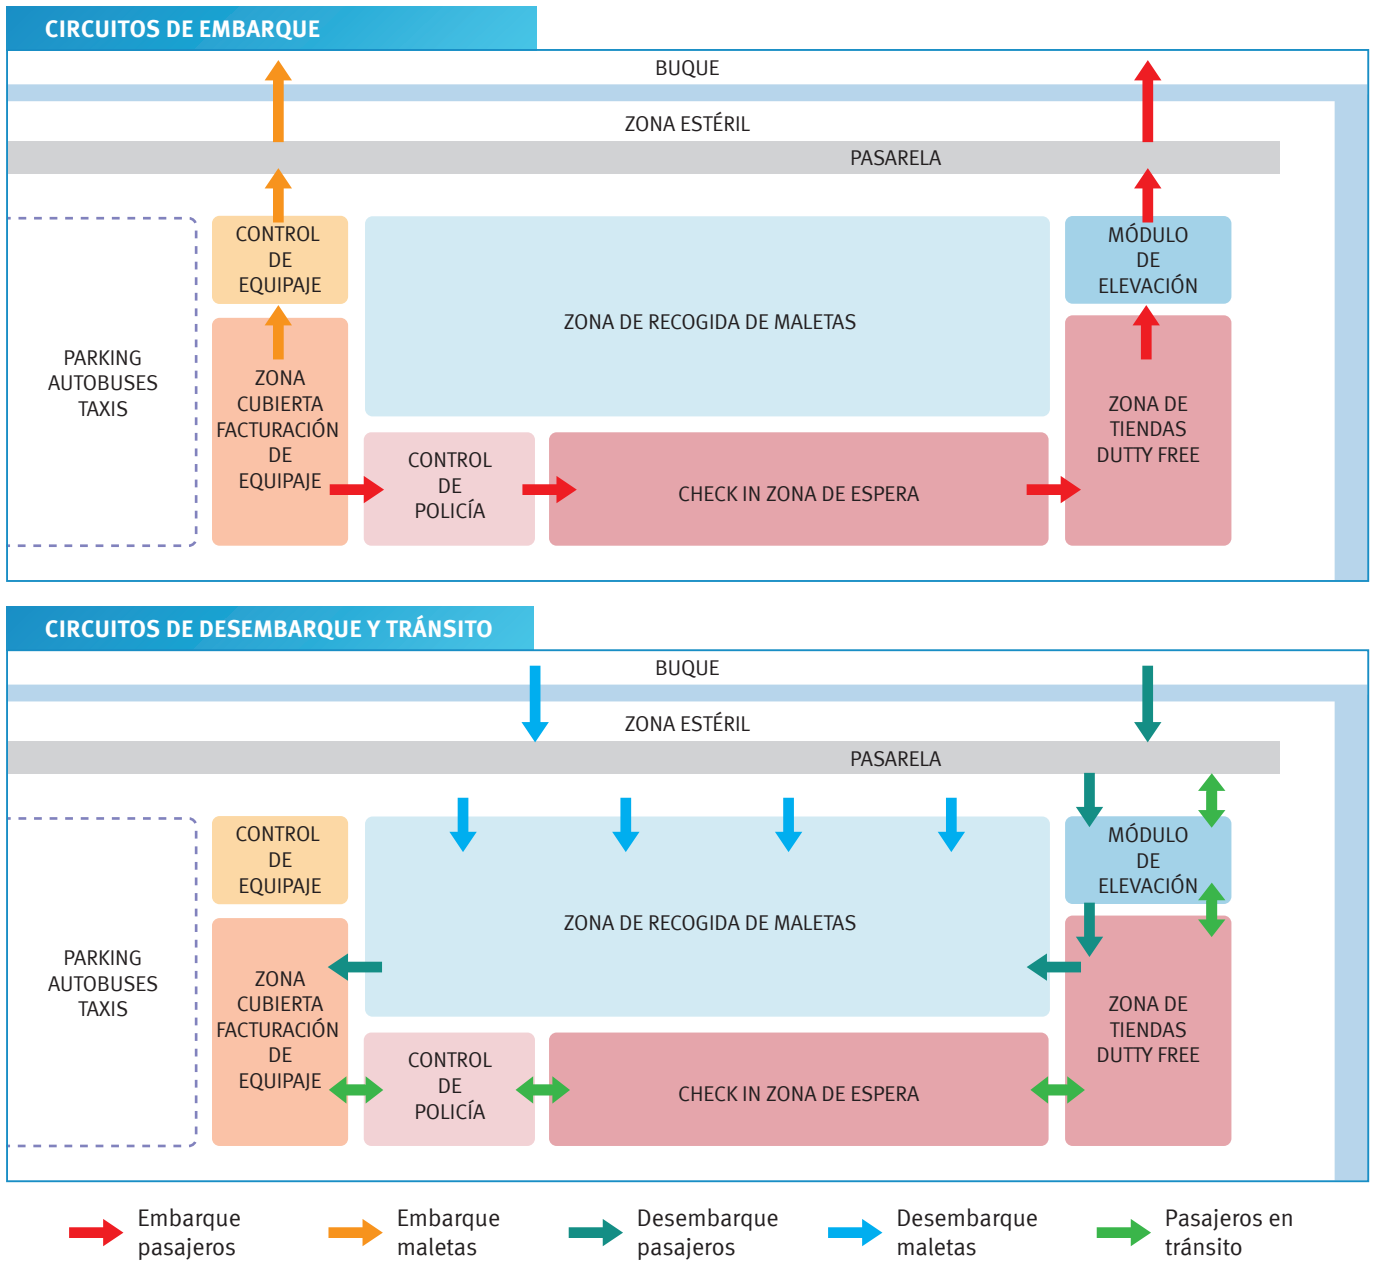 CIRCUITOS DE EMBARQUE
BUQUE
ZONA ESTÉRIL
PASARELA
PARKING
AUTOBUSES
TAXIS
CONTROL
DE
EQUIPAJE
ZONA
CUBIERTA
FACTURACIÓN
DE
EQUIPAJE
ZONA DE RECOGIDA DE MALETAS
CONTROL
DE
POLICÍA
CHECK IN ZONA DE ESPERA
MÓDULO
DE
ELEVACIÓN
ZONA DE
TIENDAS
DUTTY FREE
CIRCUITOS DE DESEMBARQUE Y TRÁNSITO
BUQUE
ZONA ESTÉRIL
PASARELA
PARKING
AUTOBUSES
TAXIS
CONTROL
DE
EQUIPAJE
ZONA
CUBIERTA
FACTURACIÓN
DE
EQUIPAJE
ZONA DE RECOGIDA DE MALETAS
CONTROL
DE
POLICÍA
CHECK IN ZONA DE ESPERA
MÓDULO
DE
ELEVACIÓN
ZONA DE
TIENDAS
DUTTY FREE
Embarque
pasajeros
Embarque
maletas
Desembarque
pasajeros
Desembarque
maletas
Pasajeros en
tránsito